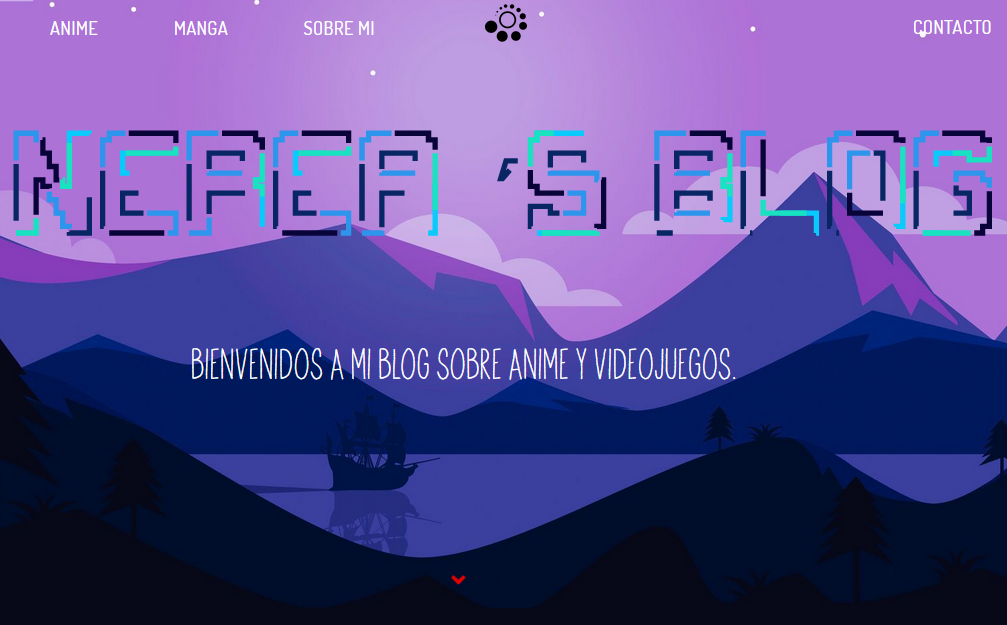 ANIME MANGA SOBRE MI CONTACTO
NEREA 'S BLOG
BIENVENIDOS A MI BLOG SOBRE ANIME Y VIDEOJUEGOS.